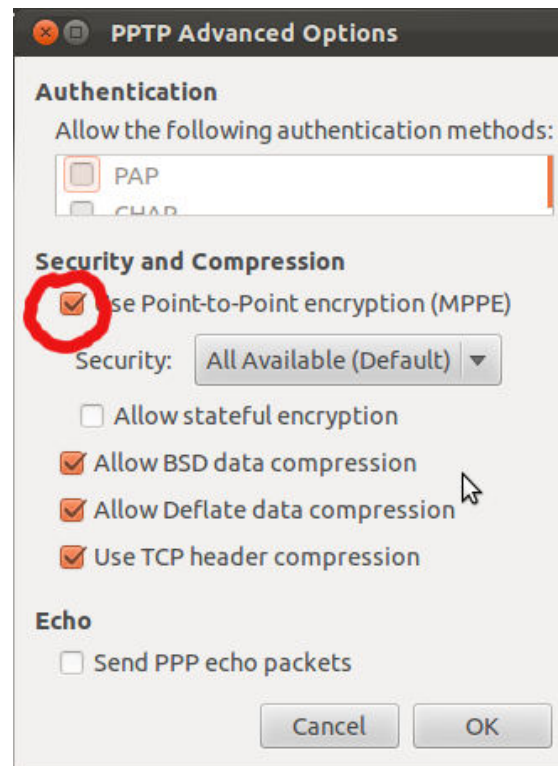 PPTP Advanced Options
Authentication
Allow the following authentication methods:
PAP
CHAP
Security and Compression
Use Point-to-Point encryption (MPPE)
Security: All Available (Default)
Allow stateful encryption
Allow BSD data compression
Allow Deflate data compression
Use TCP header compression
Echo
Send PPP echo packets
Cancel OK